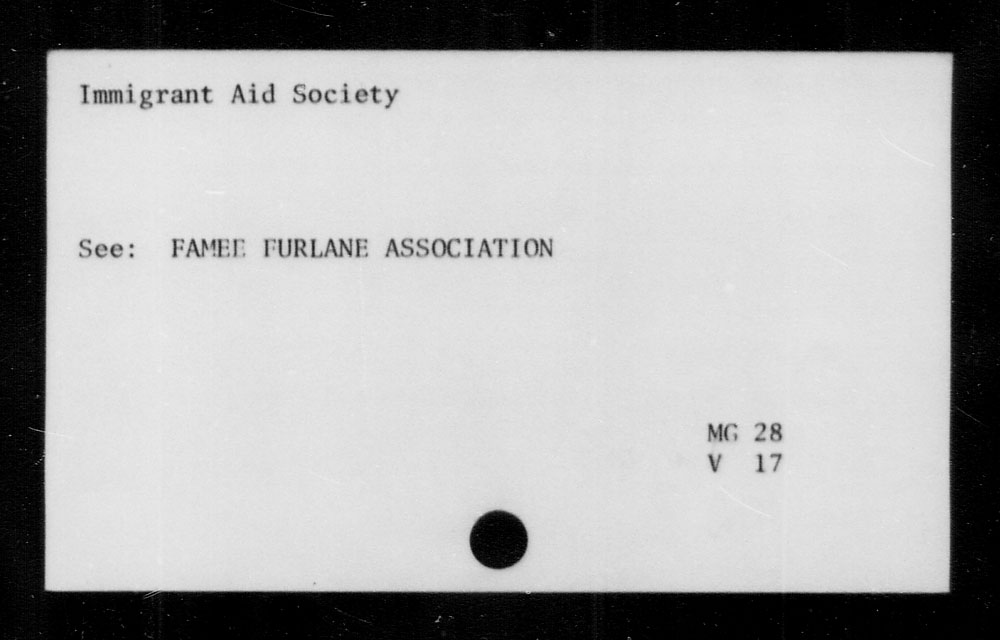 Immigrant Aid Society
See: FAMEE FURLANE ASSOCIATION
MG 28
V 17